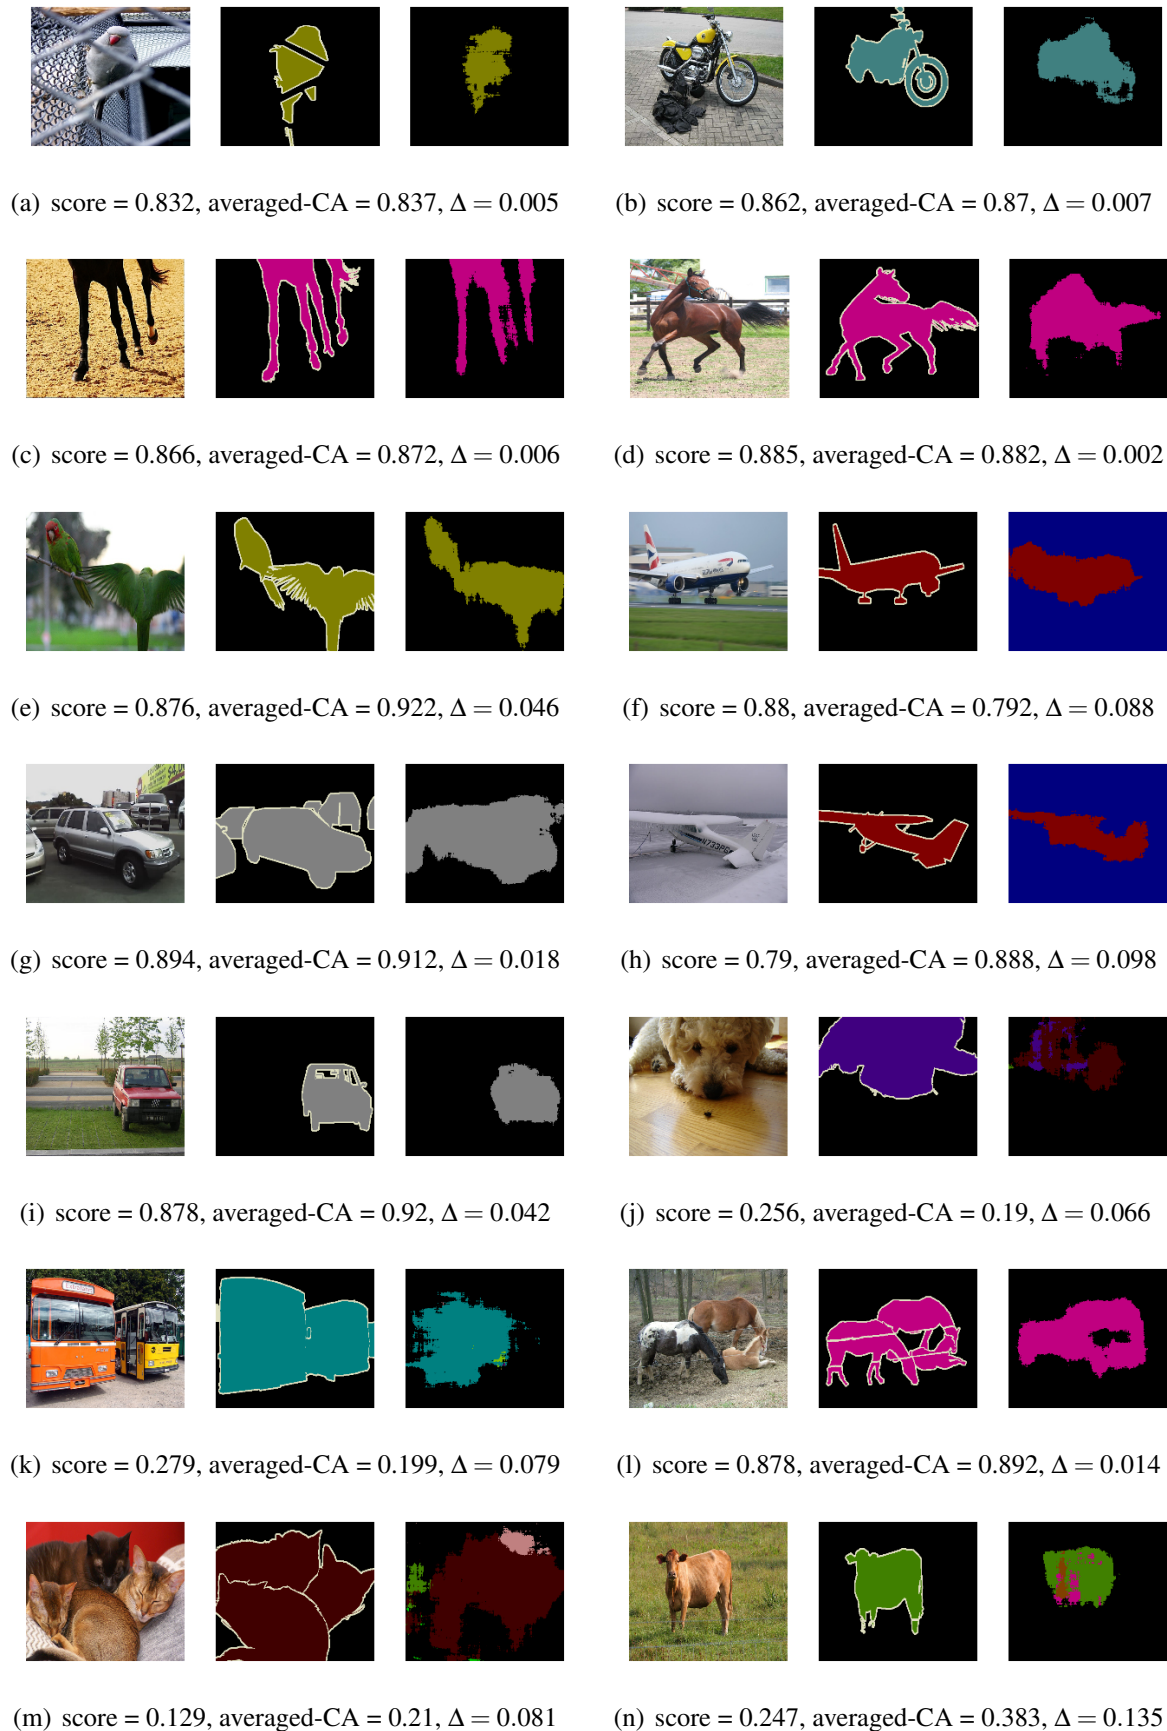 (a) score = 0.832, averaged-CA = 0.837, Δ = 0.005
(b) score = 0.862, averaged-CA = 0.87, Δ = 0.007
(c) score = 0.866, averaged-CA = 0.872, Δ = 0.006
(d) score = 0.885, averaged-CA = 0.882, Δ = 0.002
(e) score = 0.876, averaged-CA = 0.922, Δ = 0.046
(f) score = 0.88, averaged-CA = 0.792, Δ = 0.088
(g) score = 0.894, averaged-CA = 0.912, Δ = 0.018
(h) score = 0.79, averaged-CA = 0.888, Δ = 0.098
(i) score = 0.878, averaged-CA = 0.92, Δ = 0.042
(j) score = 0.256, averaged-CA = 0.19, Δ = 0.066
(k) score = 0.279, averaged-CA = 0.199, Δ = 0.079
(l) score = 0.878, averaged-CA = 0.892, Δ = 0.014
(m) score = 0.129, averaged-CA = 0.21, Δ = 0.081
(n) score = 0.247, averaged-CA = 0.383, Δ = 0.135